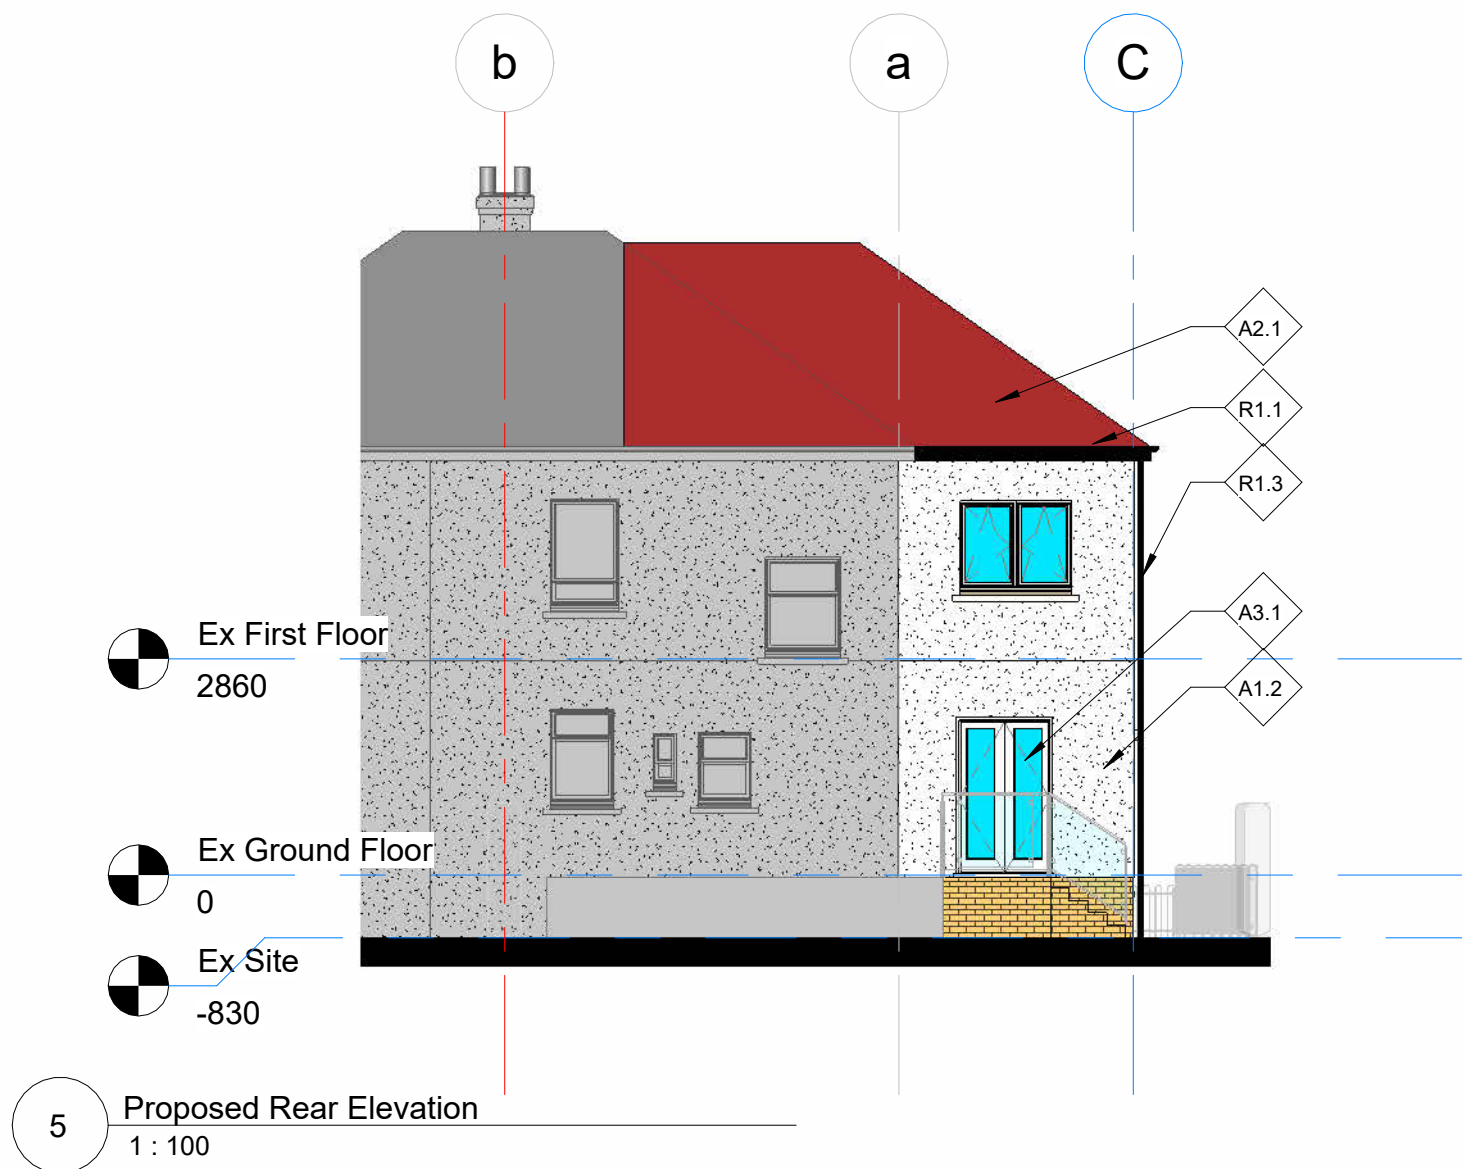 b
a
C
A2.1
R1.1
R1.3
A3.1
A1.2
Ex First Floor
2860
Ex Ground Floor
0
Ex Site
-830
5
Proposed Rear Elevation
1 : 100